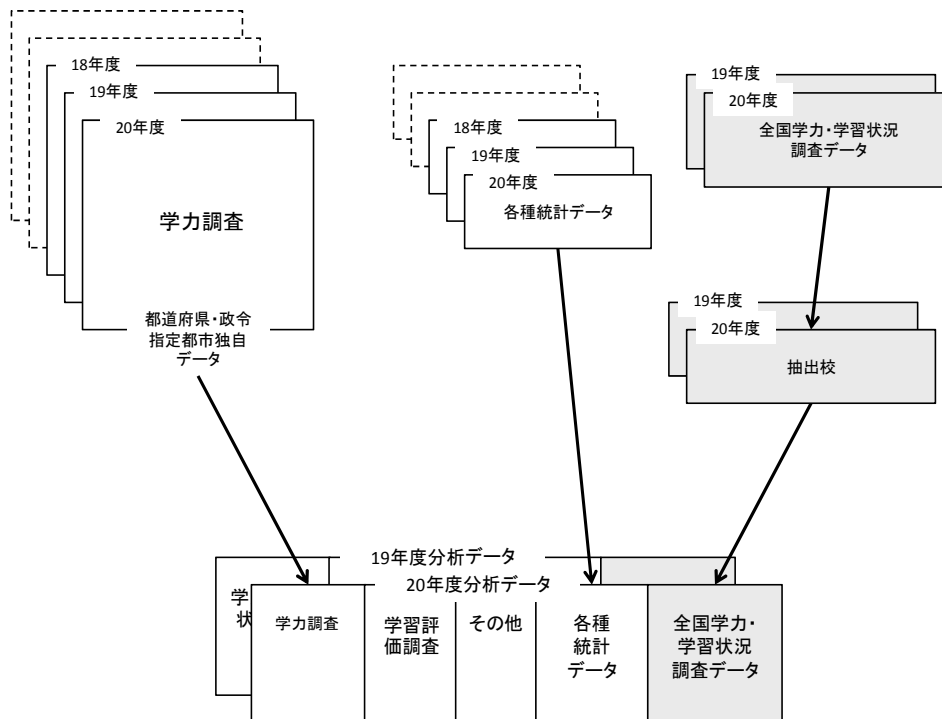 18年度
19年度
20年度
学力調査
都道府県・政令
指定都市独自
データ
18年度
19年度
20年度
各種統計データ
19年度
20年度
全国学力・学習状況
調査データ
19年度
20年度
抽出校
19年度分析データ
20年度分析データ
学
状
学力調査
学習評
価調査
その他
各種
統計
データ
全国学力・
学習状況
調査データ